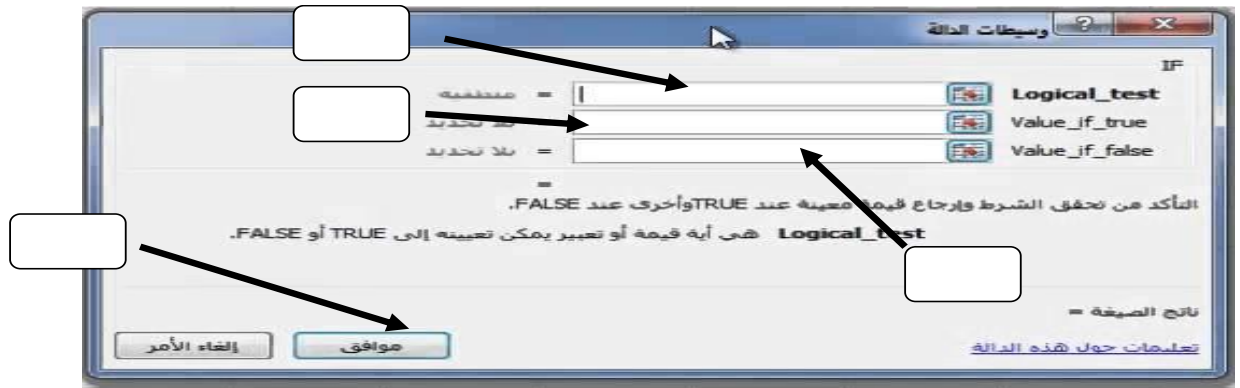 وسيطات الدالة
IF
Logical_test = منطقية
Value_if_true بلا تحديد
Value_if_false = بلا تحديد
=
التأكد من تحقق الشرط وإرجاع قيمة معينة عند TRUEوأخرى عند FALSE.
Logical_test هي أية قيمة أو تعبير يمكن تعيينه إلى TRUE أو FALSE.
ناتج الصيغة =
تعليمات حول هذه الدالة
موافق
إلغاء الأمر